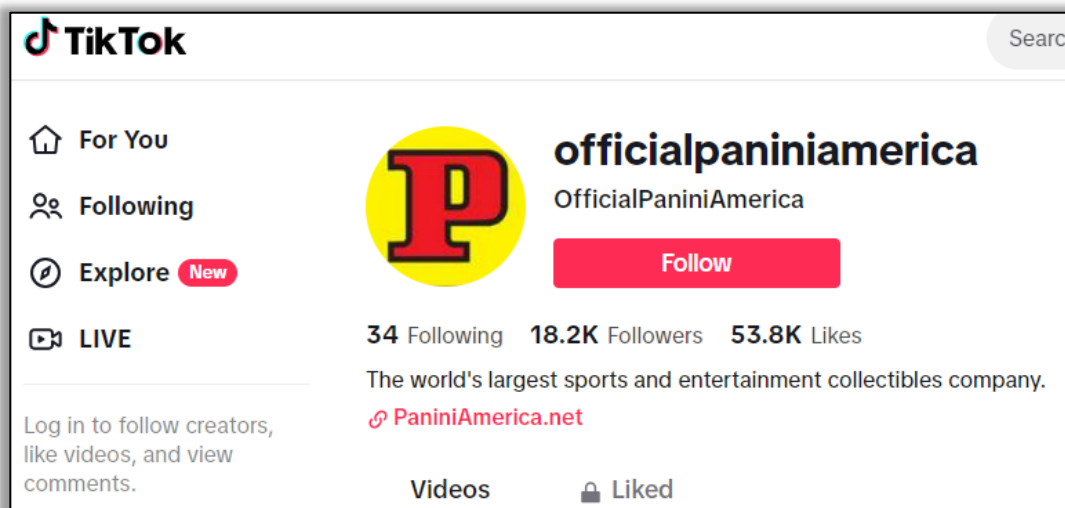 TikTok
Searc
For You
Following
Explore New
LIVE
Log in to follow creators,
like videos, and view
comments.
P
officialpaniniamerica
OfficialPaniniAmerica
Follow
34 Following 18.2K Followers 53.8K Likes
The world's largest sports and entertainment collectibles company.
PaniniAmerica.net
Videos Liked